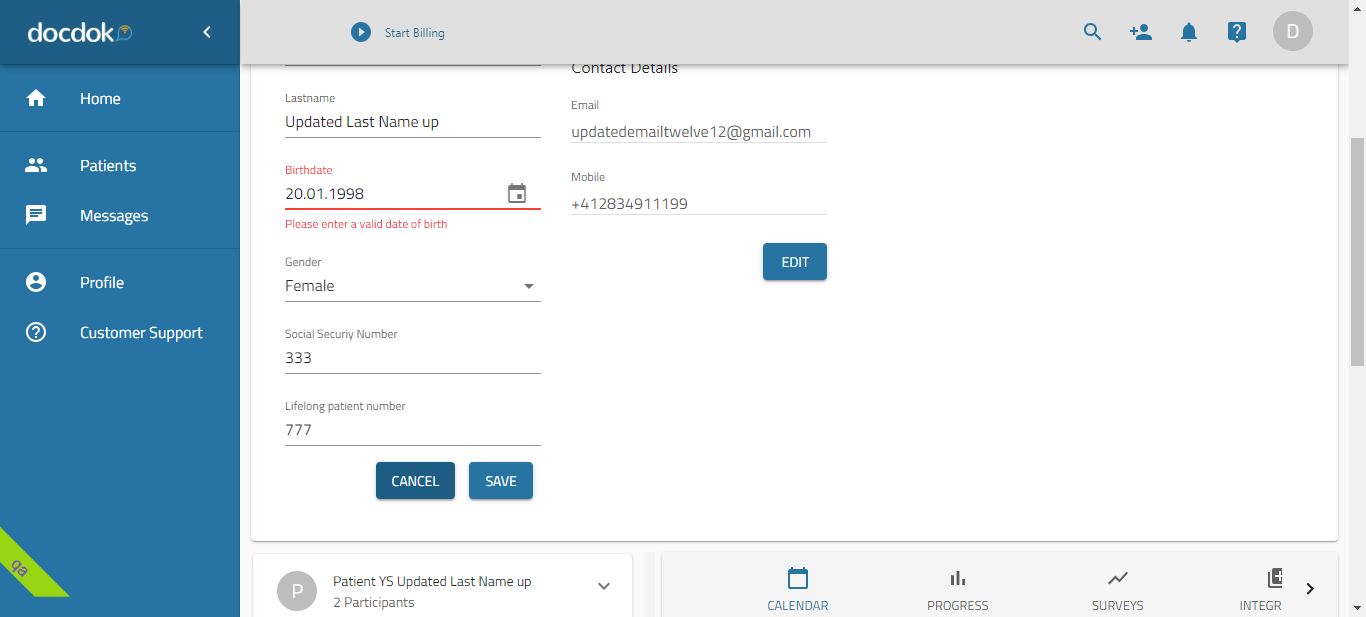 docdok
Start Billing
D
Home
Patients
Messages
Profile
Customer Support
qa
Contact Details
Lastname
Updated Last Name up
Birthdate
20.01.1998
Please enter a valid date of birth
Gender
Female
Social Securiy Number
333
Lifelong patient number
777
CANCEL
SAVE
Email
updatedemailtwelve12@gmail.com
Mobile
+412834911199
EDIT
P
Patient YS Updated Last Name up
2 Participants
CALENDAR
PROGRESS
SURVEYS
INTEGR